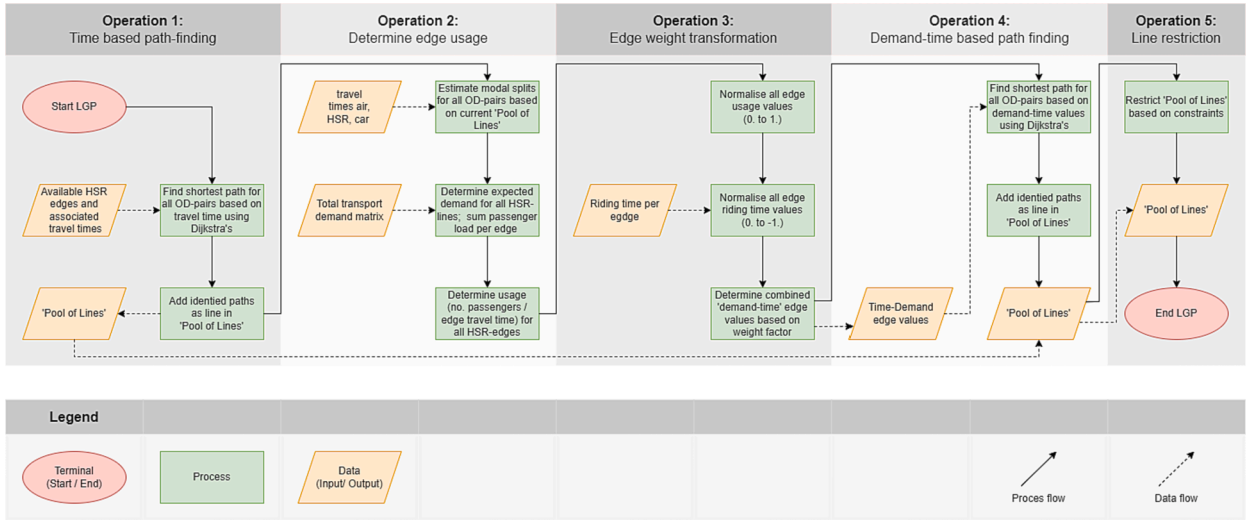 Operation 1:
Time based path-finding
Operation 2:
Determine edge usage
Operation 3:
Edge weight transformation
Operation 4:
Demand-time based path finding
Operation 5:
Line restriction
Start LGP
Available HSR
edges and
associated
travel times
Find shortest path for
all OD-pairs based on
travel time using
Dijkstra's
'Pool of Lines'
Add identied paths
as line in
'Pool of Lines'
travel
times air,
HSR, car
Estimate modal splits
for all OD-pairs based
on current 'Pool of
Lines'
Total transport
demand matrix
Determine expected
demand for all HSR-
lines; sum passenger
load per edge
Determine usage
(no. passengers /
edge travel time) for
all HSR-edges
Normalise all edge
usage values
(0. to 1.)
Riding time per
egdge
Normalise all edge
riding time values
(0. to -1.)
Determine combined
'demand-time' edge
values based on
weight factor
Time-Demand
edge values
Find shortest path for
all OD-pairs based on
demand-time values
using Dijkstra's
Add identied paths
as line in
'Pool of Lines'
'Pool of Lines'
Restrict 'Pool of Lines'
based on constraints
'Pool of Lines'
End LGP
Legend
Terminal
(Start / End)
Process
Data
(Input/ Output)
Proces flow
Data flow